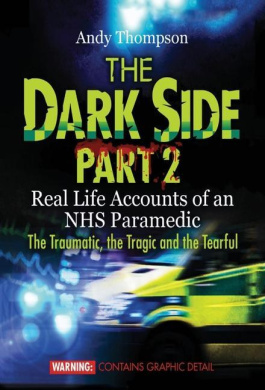 Andy Thompson
THE
DARK SIDE
PART 2
Real Life Accounts of an
NHS Paramedic
The Traumatic, the Tragic and the Tearful
WARNING: CONTAINS GRAPHIC DETAIL